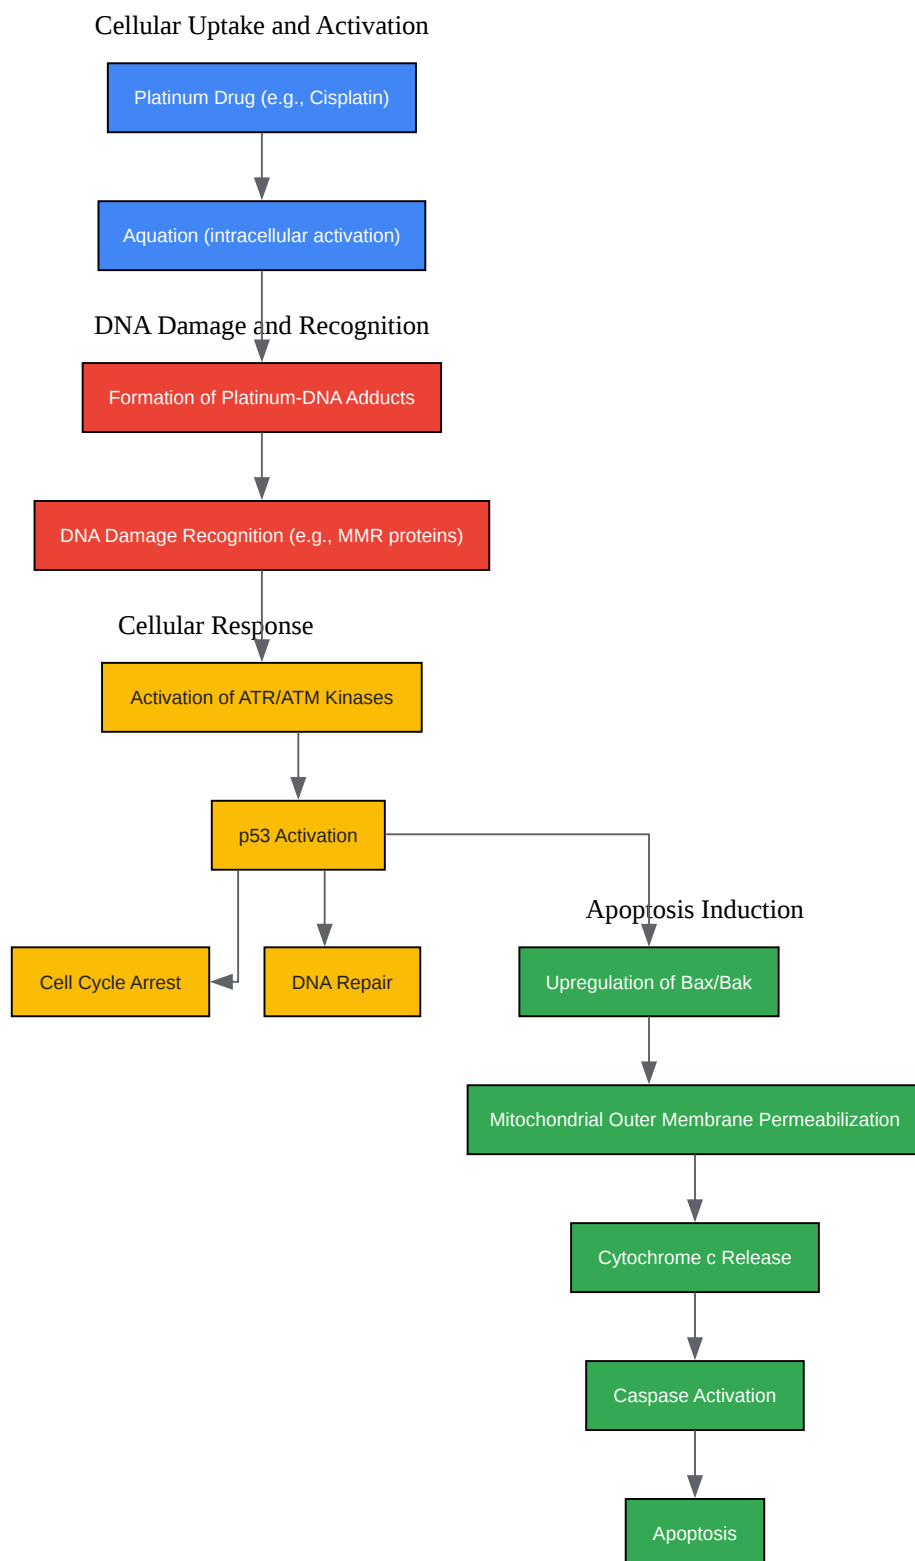 Cellular Uptake and Activation
Platinum Drug (e.g., Cisplatin)
Aquation (intracellular activation)
DNA Damage and Recognition
Formation of Platinum-DNA Adducts
DNA Damage Recognition (e.g., MMR proteins)
Cellular Response
Activation of ATR/ATM Kinases
p53 Activation
Cell Cycle Arrest
DNA Repair
Apoptosis Induction
Upregulation of Bax/Bak
Mitochondrial Outer Membrane Permeabilization
Cytochrome c Release
Caspase Activation
Apoptosis